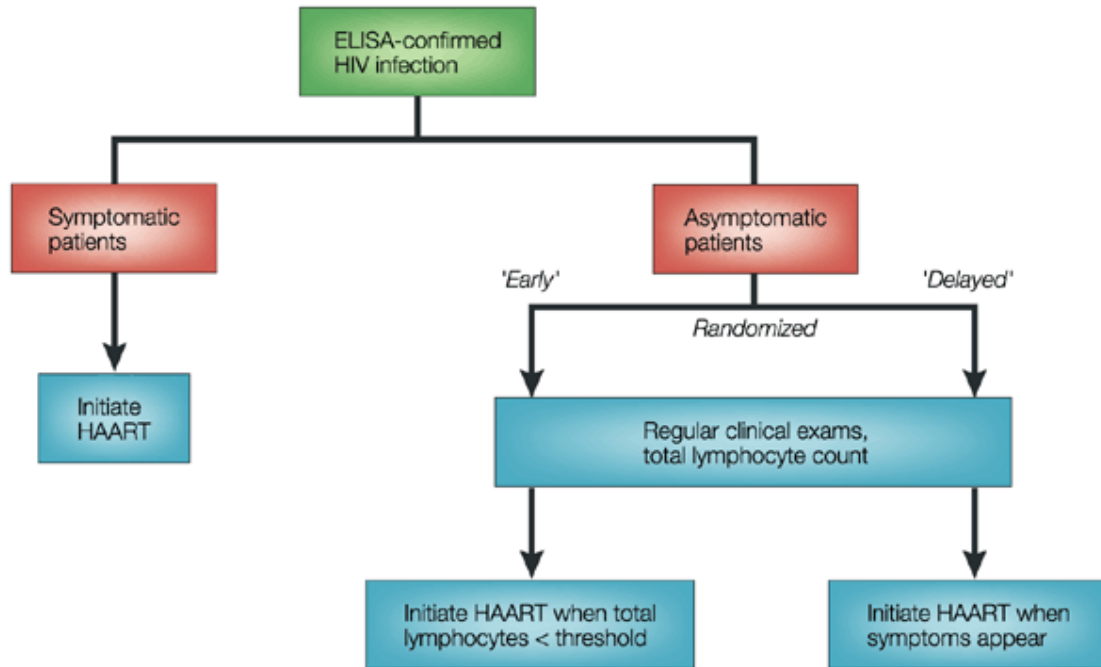 ELISA-confirmed
HIV infection
Symptomatic
patients
Asymptomatic
patients
'Early'
'Delayed'
Randomized
Initiate
HAART
Regular clinical exams,
total lymphocyte count
Initiate HAART when total
lymphocytes < threshold
Initiate HAART when
symptoms appear